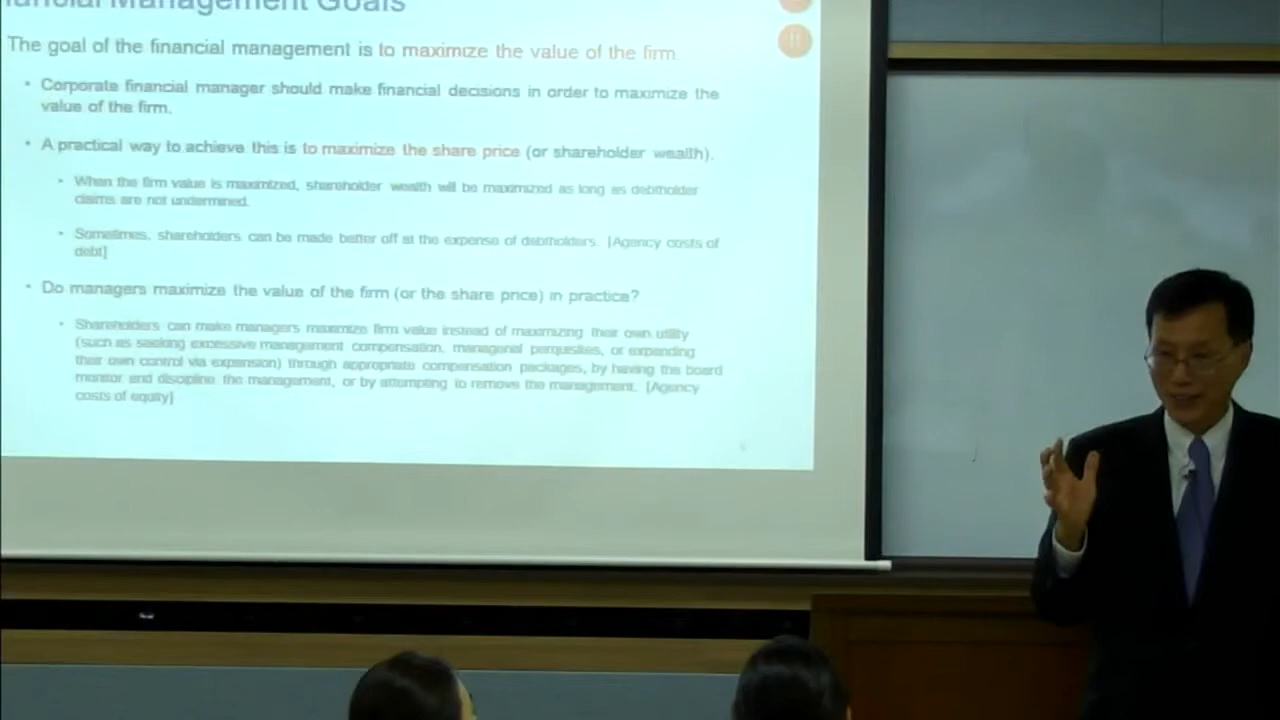 Financial Management Goals
The goal of the financial management is to maximize the value of the firm
• Corporate financial manager should make financial decisions in order to maximize the
value of the firm.
• A practical way to achieve this is to maximize the share price (or shareholder wealth).
• When the firm value is maximized, shareholder wealth will be maximized as long as debtholder
claims are not undermined.
• Sometimes, shareholders can be made better off at the expense of debtholders. [Agency costs of
debt]
• Do managers maximize the value of the firm (or the share price) in practice?
• Shareholders can make managers maximize firm value instead of maximizing their own utility
(such as seeking excessive management compensation, managerial perquisites, or expanding
their own control via expansion) through appropriate compensation packages, by having the board
monitor and discipline the management, or by attempting to remove the management. [Agency
costs of equity]